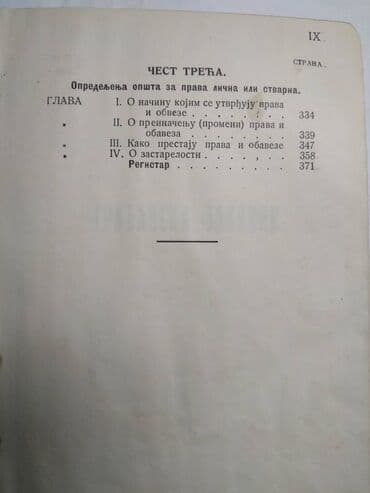 IX
СТРАНА.
ЧЕСТ ТРЕЋА.
Определења општа за права лична или стварна.
ГЛАВА I. О начину којим се утврђују права
и обвезе . . . . . . . 334
„ II. О преиначењу (промени) права и
обавеза . . . . . . . 339
„ III. Како престају права и обавезе 347
„ IV. О застарелости . . . . . 358
Регистар . . . . . . . 371